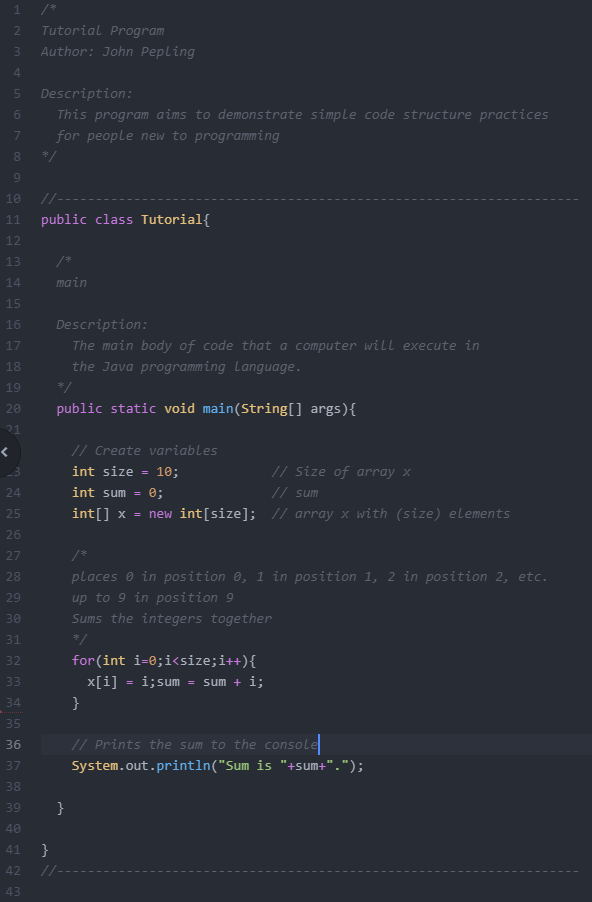 1 /*
2 Tutorial Program
3 Author: John Pepling
4
5 Description:
6   This program aims to demonstrate simple code structure practices
7   for people new to programming
8 */
9
10 //--------------------------------------------------------------------
11 public class Tutorial{
12
13   /*
14   main
15
16   Description:
17     The main body of code that a computer will execute in
18     the Java programming language.
19   */
20   public static void main(String[] args){
21
    // Create variables
23     int size = 10;            // Size of array x
24     int sum = 0;              // sum
25     int[] x = new int[size];  // array x with (size) elements
26
27     /*
28     places 0 in position 0, 1 in position 1, 2 in position 2, etc.
29     up to 9 in position 9
30     Sums the integers together
31     */
32     for(int i=0;i<size;i++){
33       x[i] = i;sum = sum + i;
34     }
35
36     // Prints the sum to the console
37     System.out.println("Sum is "+sum+".");
38
39   }
40
41 }
42 //--------------------------------------------------------------------
43